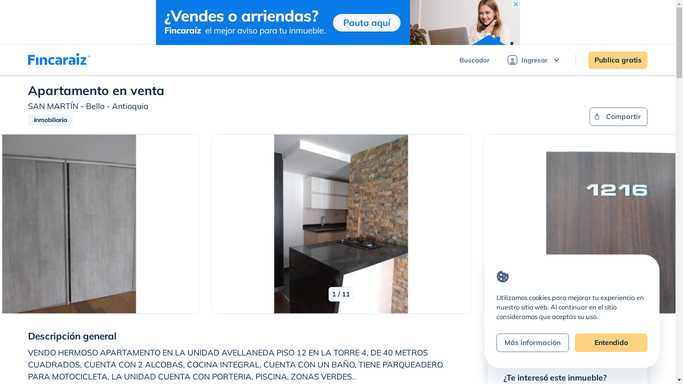 ¿Vendes o arriendas?
Fincaraíz el mejor aviso para tu inmueble.
Pauta aquí
Fincaraíz
Buscador
Ingresar
Publica gratis
Apartamento en venta
SAN MARTÍN - Bello - Antioquia
Inmobiliaria
Compartir
1216
1 / 11
Utilizamos cookies para mejorar tu experiencia en
nuestro sitio web. Al continuar en el sitio
consideramos que aceptas su uso.
Más información
Entendido
Descripción general
VENDO HERMOSO APARTAMENTO EN LA UNIDAD AVELLANEDA PISO 12 EN LA TORRE 4, DE 40 METROS
CUADRADOS, CUENTA CON 2 ALCOBAS, COCINA INTEGRAL, CUENTA CON UN BAÑO, TIENE PARQUEADERO
PARA MOTOCICLETA, LA UNIDAD CUENTA CON PORTERIA, PISCINA, ZONAS VERDES..
¿Te interesó este inmueble?